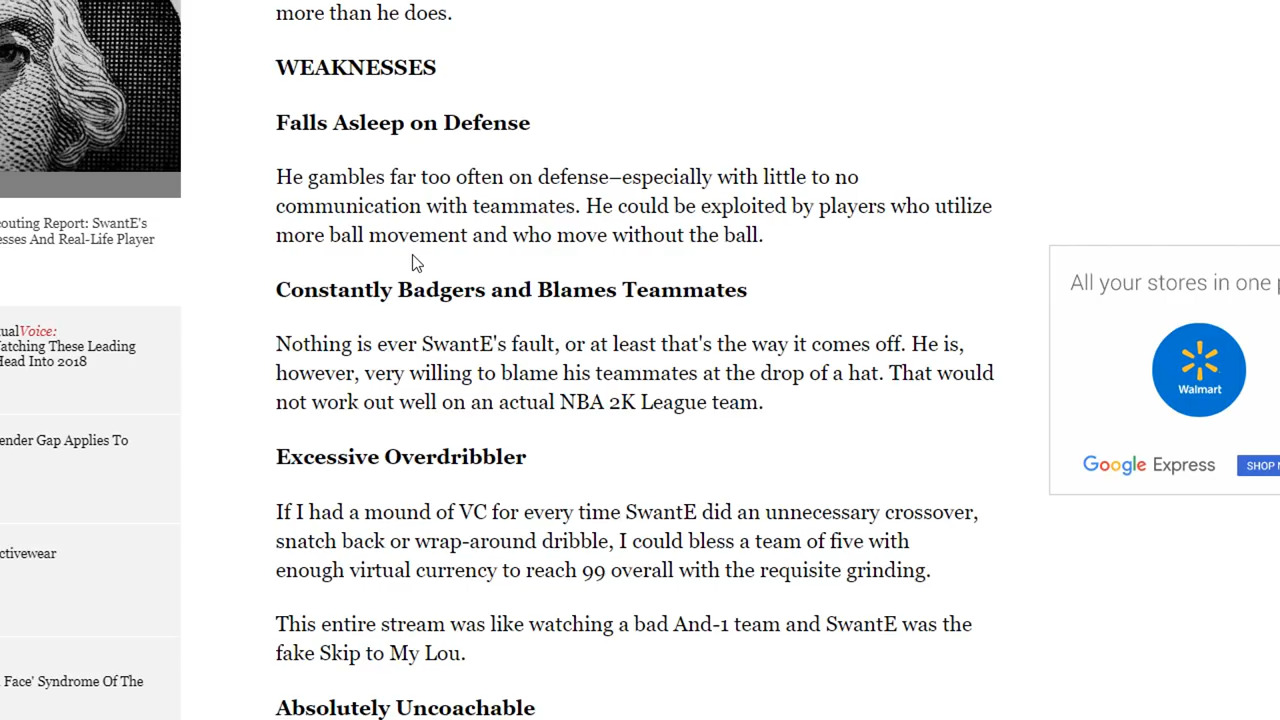 more than he does.
WEAKNESSES
Falls Asleep on Defense
He gambles far too often on defense–especially with little to no
communication with teammates. He could be exploited by players who utilize
more ball movement and who move without the ball.
Constantly Badgers and Blames Teammates
Nothing is ever SwantE's fault, or at least that's the way it comes off. He is,
however, very willing to blame his teammates at the drop of a hat. That would
not work out well on an actual NBA 2K League team.
Excessive Overdribbler
If I had a mound of VC for every time SwantE did an unnecessary crossover,
snatch back or wrap-around dribble, I could bless a team of five with
enough virtual currency to reach 99 overall with the requisite grinding.
This entire stream was like watching a bad And-1 team and SwantE was the
fake Skip to My Lou.
Absolutely Uncoachable
outing Report: SwantE's
sses And Real-Life Player
ualVoice:
atching These Leading
Head Into 2018
ender Gap Applies To
ctivewear
Face' Syndrome Of The
All your stores in one
Walmart
Google Express
SHOP